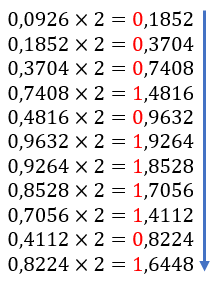 0,0926 × 2 = 0,1852
0,1852 × 2 = 0,3704
0,3704 × 2 = 0,7408
0,7408 × 2 = 1,4816
0,4816 × 2 = 0,9632
0,9632 × 2 = 1,9264
0,9264 × 2 = 1,8528
0,8528 × 2 = 1,7056
0,7056 × 2 = 1,4112
0,4112 × 2 = 0,8224
0,8224 × 2 = 1,6448